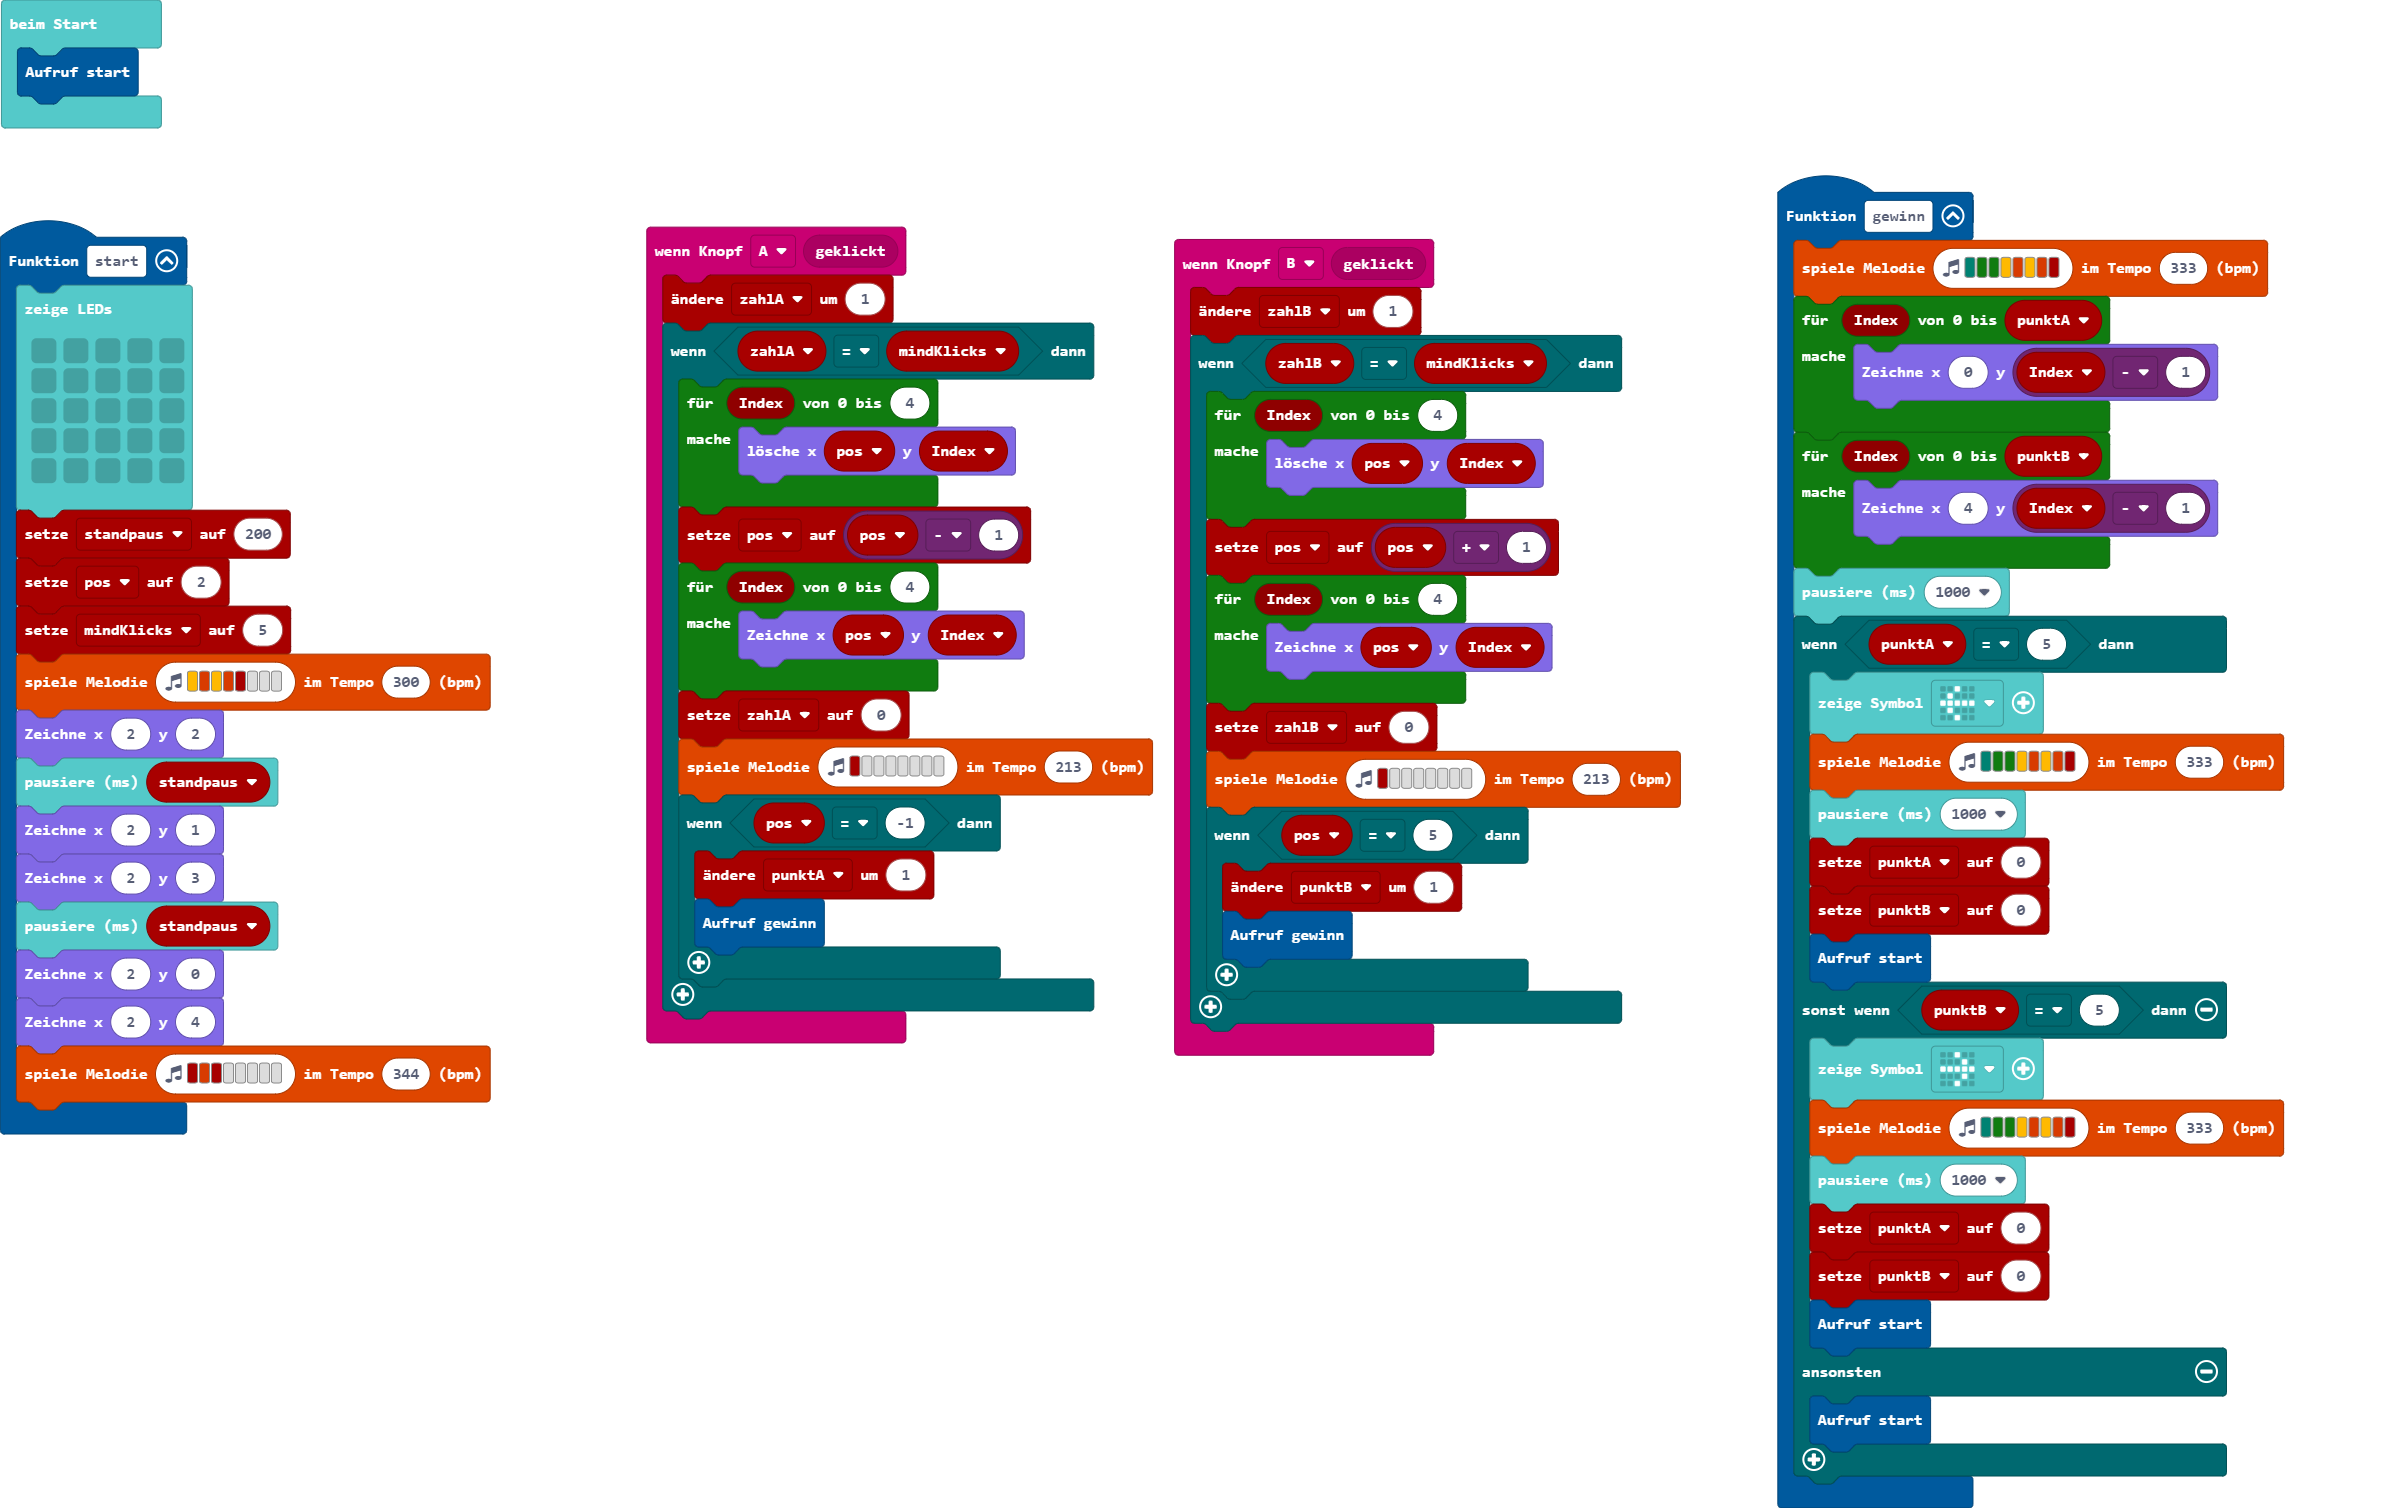 beim Start
Aufruf start
Funktion start
zeige LEDs
setze standpaus auf 200
setze pos auf 2
setze mindKlicks auf 5
spiele Melodie im Tempo 300 (bpm)
Zeichne x 2 y 2
pausiere (ms) standpaus
Zeichne x 2 y 1
Zeichne x 2 y 3
pausiere (ms) standpaus
Zeichne x 2 y 0
Zeichne x 2 y 4
spiele Melodie im Tempo 344 (bpm)
wenn Knopf A geklickt
ändere zahlA um 1
wenn zahlA = mindKlicks dann
für Index von 0 bis 4
mache lösche x pos y Index
setze pos auf pos - 1
für Index von 0 bis 4
mache Zeichne x pos y Index
setze zahlA auf 0
spiele Melodie im Tempo 213 (bpm)
wenn pos = -1 dann
ändere punktA um 1
Aufruf gewinn
wenn Knopf B geklickt
ändere zahlB um 1
wenn zahlB = mindKlicks dann
für Index von 0 bis 4
mache lösche x pos y Index
setze pos auf pos + 1
für Index von 0 bis 4
mache Zeichne x pos y Index
setze zahlB auf 0
spiele Melodie im Tempo 213 (bpm)
wenn pos = 5 dann
ändere punktB um 1
Aufruf gewinn
Funktion gewinn
spiele Melodie im Tempo 333 (bpm)
für Index von 0 bis punktA
mache Zeichne x 0 y Index - 1
für Index von 0 bis punktB
mache Zeichne x 4 y Index - 1
pausiere (ms) 1000
wenn punktA = 5 dann
zeige Symbol
spiele Melodie im Tempo 333 (bpm)
pausiere (ms) 1000
setze punktA auf 0
setze punktB auf 0
Aufruf start
sonst wenn punktB = 5 dann
zeige Symbol
spiele Melodie im Tempo 333 (bpm)
pausiere (ms) 1000
setze punktA auf 0
setze punktB auf 0
Aufruf start
ansonsten
Aufruf start